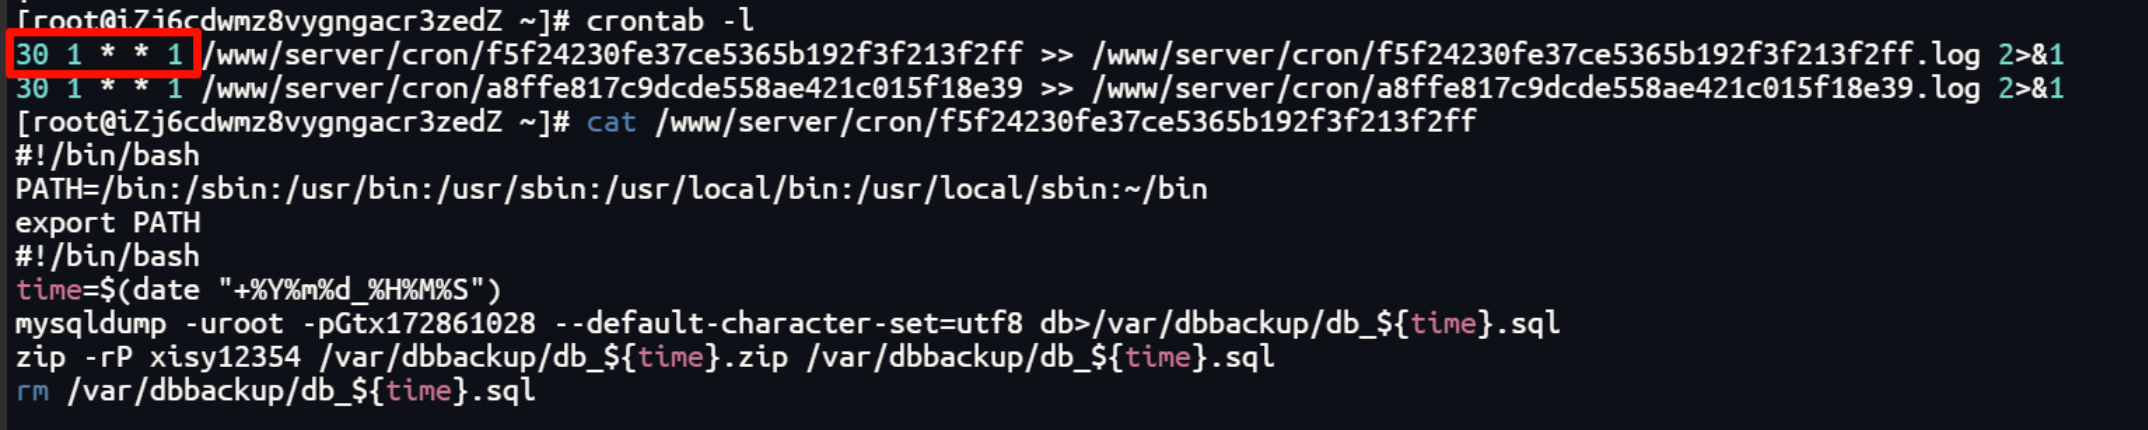 [root@iZj6cdwmz8vygngacr3zedZ ~]# crontab -l
30 1 * * 1 /www/server/cron/f5f24230fe37ce5365b192f3f213f2ff >> /www/server/cron/f5f24230fe37ce5365b192f3f213f2ff.log 2>&1
30 1 * * 1 /www/server/cron/a8ffe817c9dcde558ae421c015f18e39 >> /www/server/cron/a8ffe817c9dcde558ae421c015f18e39.log 2>&1
[root@iZj6cdwmz8vygngacr3zedZ ~]# cat /www/server/cron/f5f24230fe37ce5365b192f3f213f2ff
#!/bin/bash
PATH=/bin:/sbin:/usr/bin:/usr/sbin:/usr/local/bin:/usr/local/sbin:~/bin
export PATH
#!/bin/bash
time=$(date "+%Y%m%d_%H%M%S")
mysqldump -uroot -pGtx172861028 --default-character-set=utf8 db>/var/dbbackup/db_${time}.sql
zip -rP xisy12354 /var/dbbackup/db_${time}.zip /var/dbbackup/db_${time}.sql
rm /var/dbbackup/db_${time}.sql